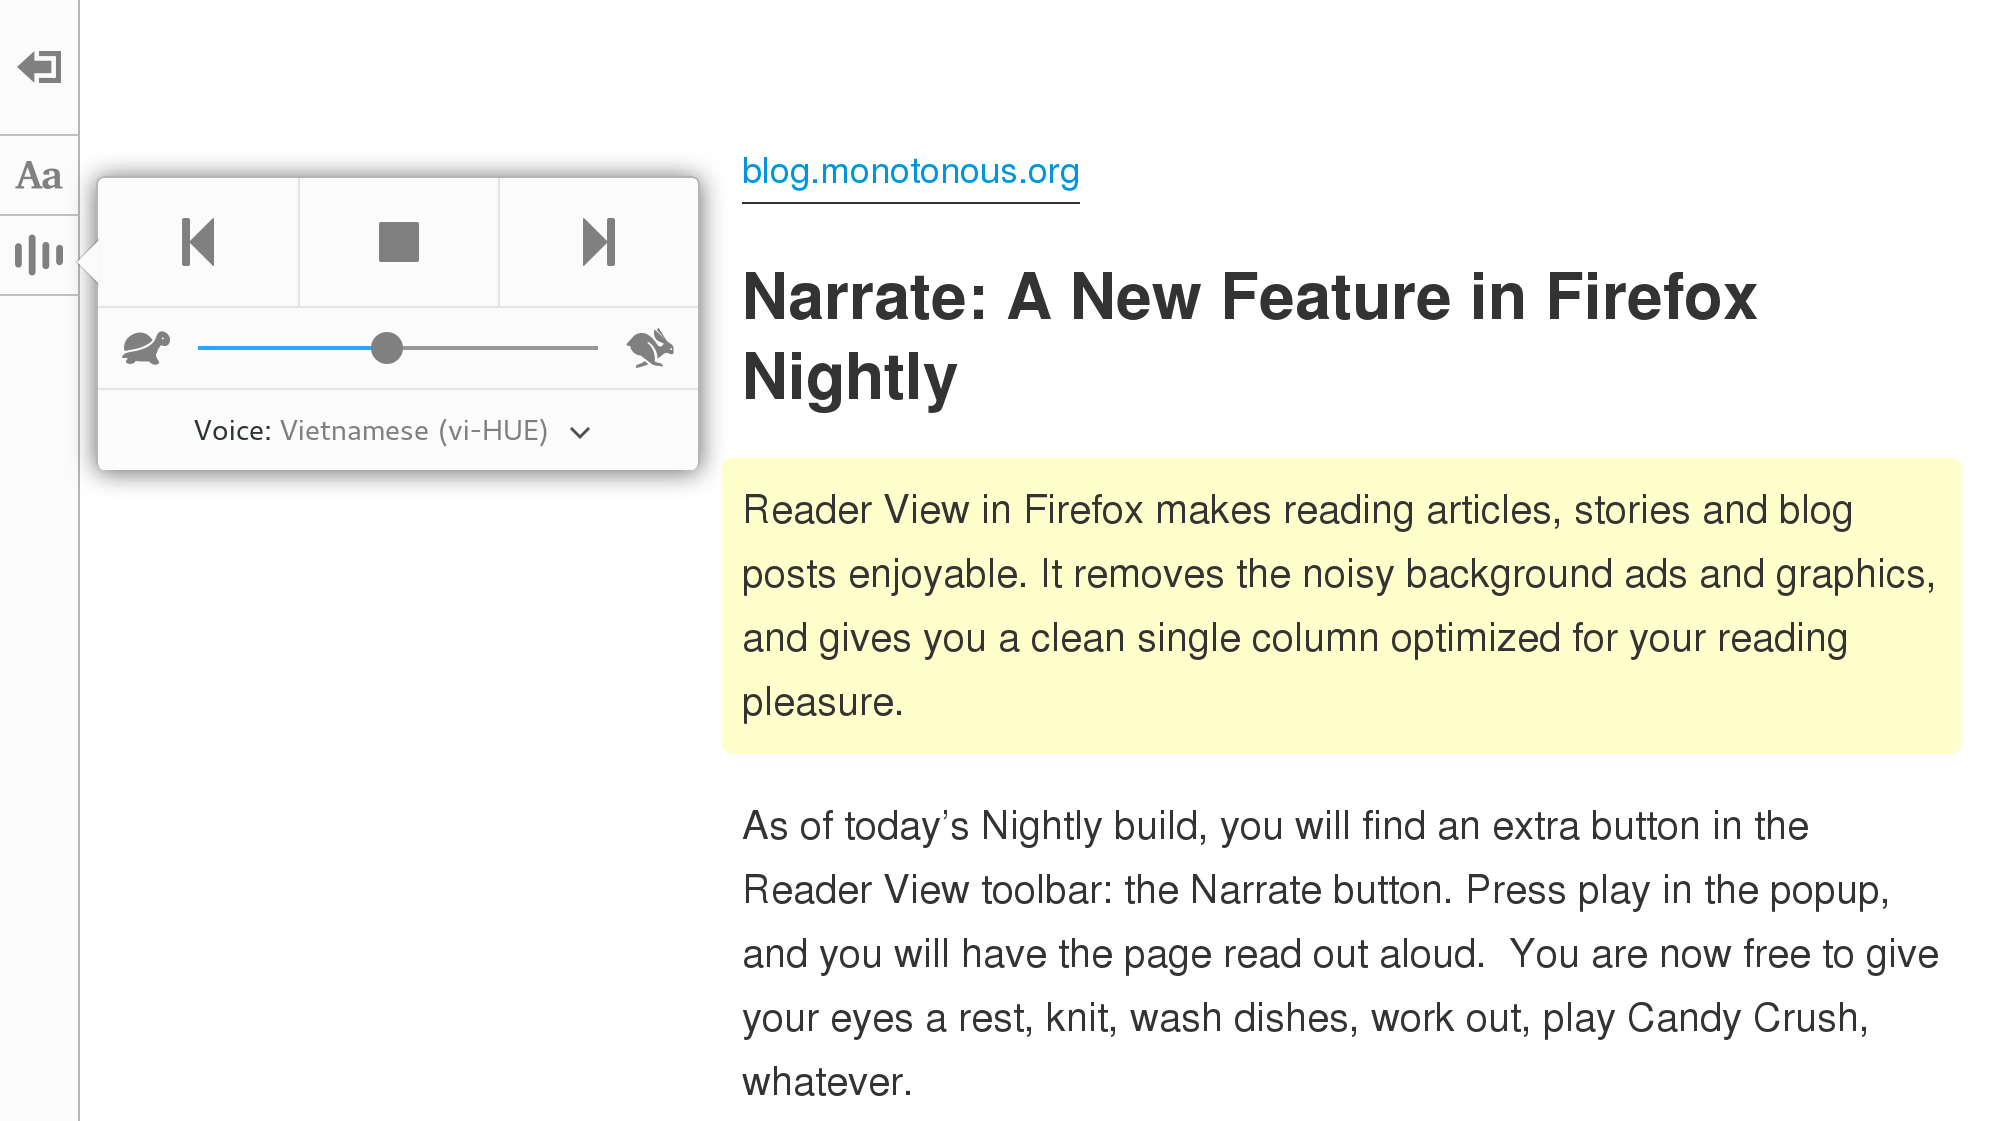 Aa
blog.monotonous.org
Voice: Vietnamese (vi-HUE)
Narrate: A New Feature in Firefox
Nightly
Reader View in Firefox makes reading articles, stories and blog
posts enjoyable. It removes the noisy background ads and graphics,
and gives you a clean single column optimized for your reading
pleasure.
As of today’s Nightly build, you will find an extra button in the
Reader View toolbar: the Narrate button. Press play in the popup,
and you will have the page read out aloud.  You are now free to give
your eyes a rest, knit, wash dishes, work out, play Candy Crush,
whatever.